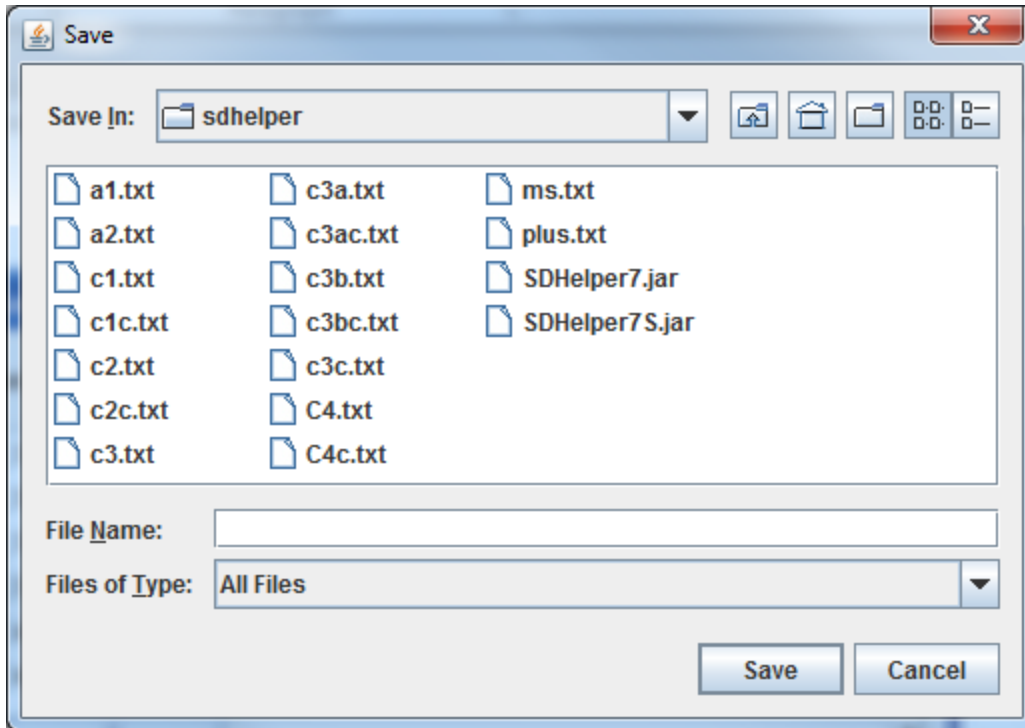 Save
Save In: sdhelper
a1.txt
a2.txt
c1.txt
c1c.txt
c2.txt
c2c.txt
c3.txt
c3a.txt
c3ac.txt
c3b.txt
c3bc.txt
c3c.txt
C4.txt
C4c.txt
ms.txt
plus.txt
SDHelper7.jar
SDHelper7S.jar
File Name:
Files of Type: All Files
Save Cancel